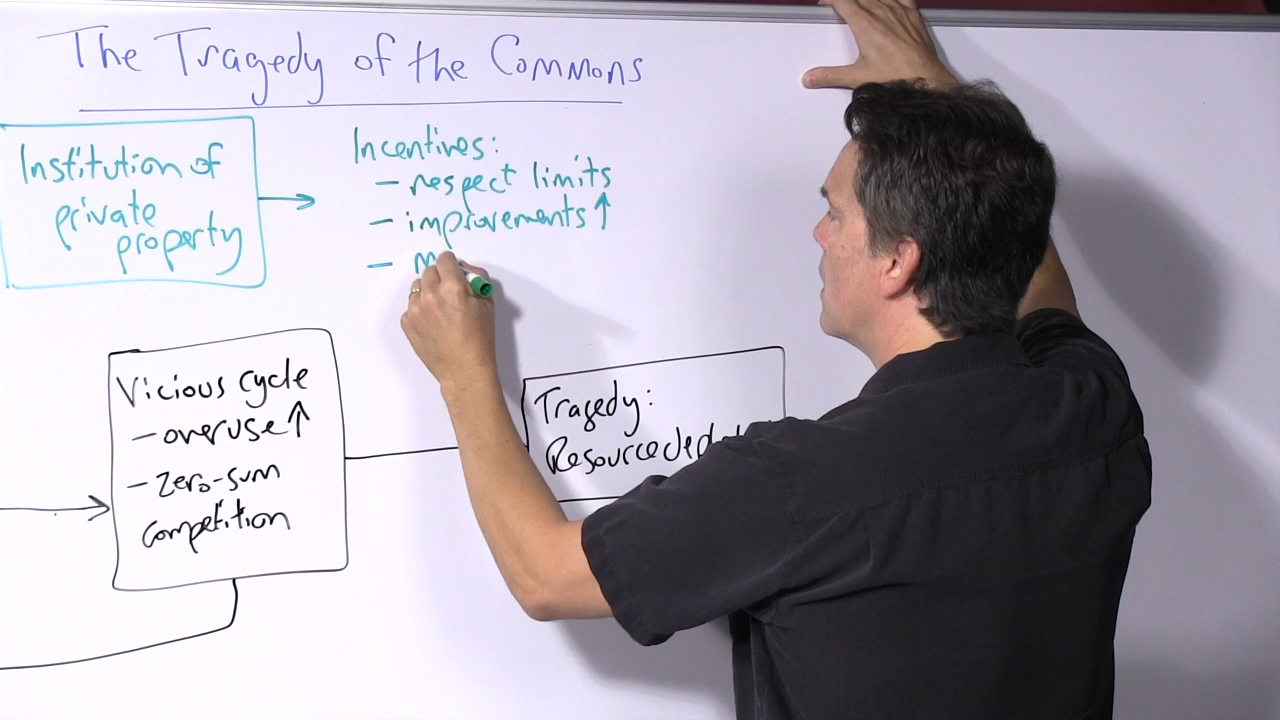 The Tragedy of the Commons
Institution of
private
property
Incentives:
- respect limits
- improvements ↑
-
Vicious cycle
- overuse ↑
- zero-sum
competition
Tragedy:
Resource